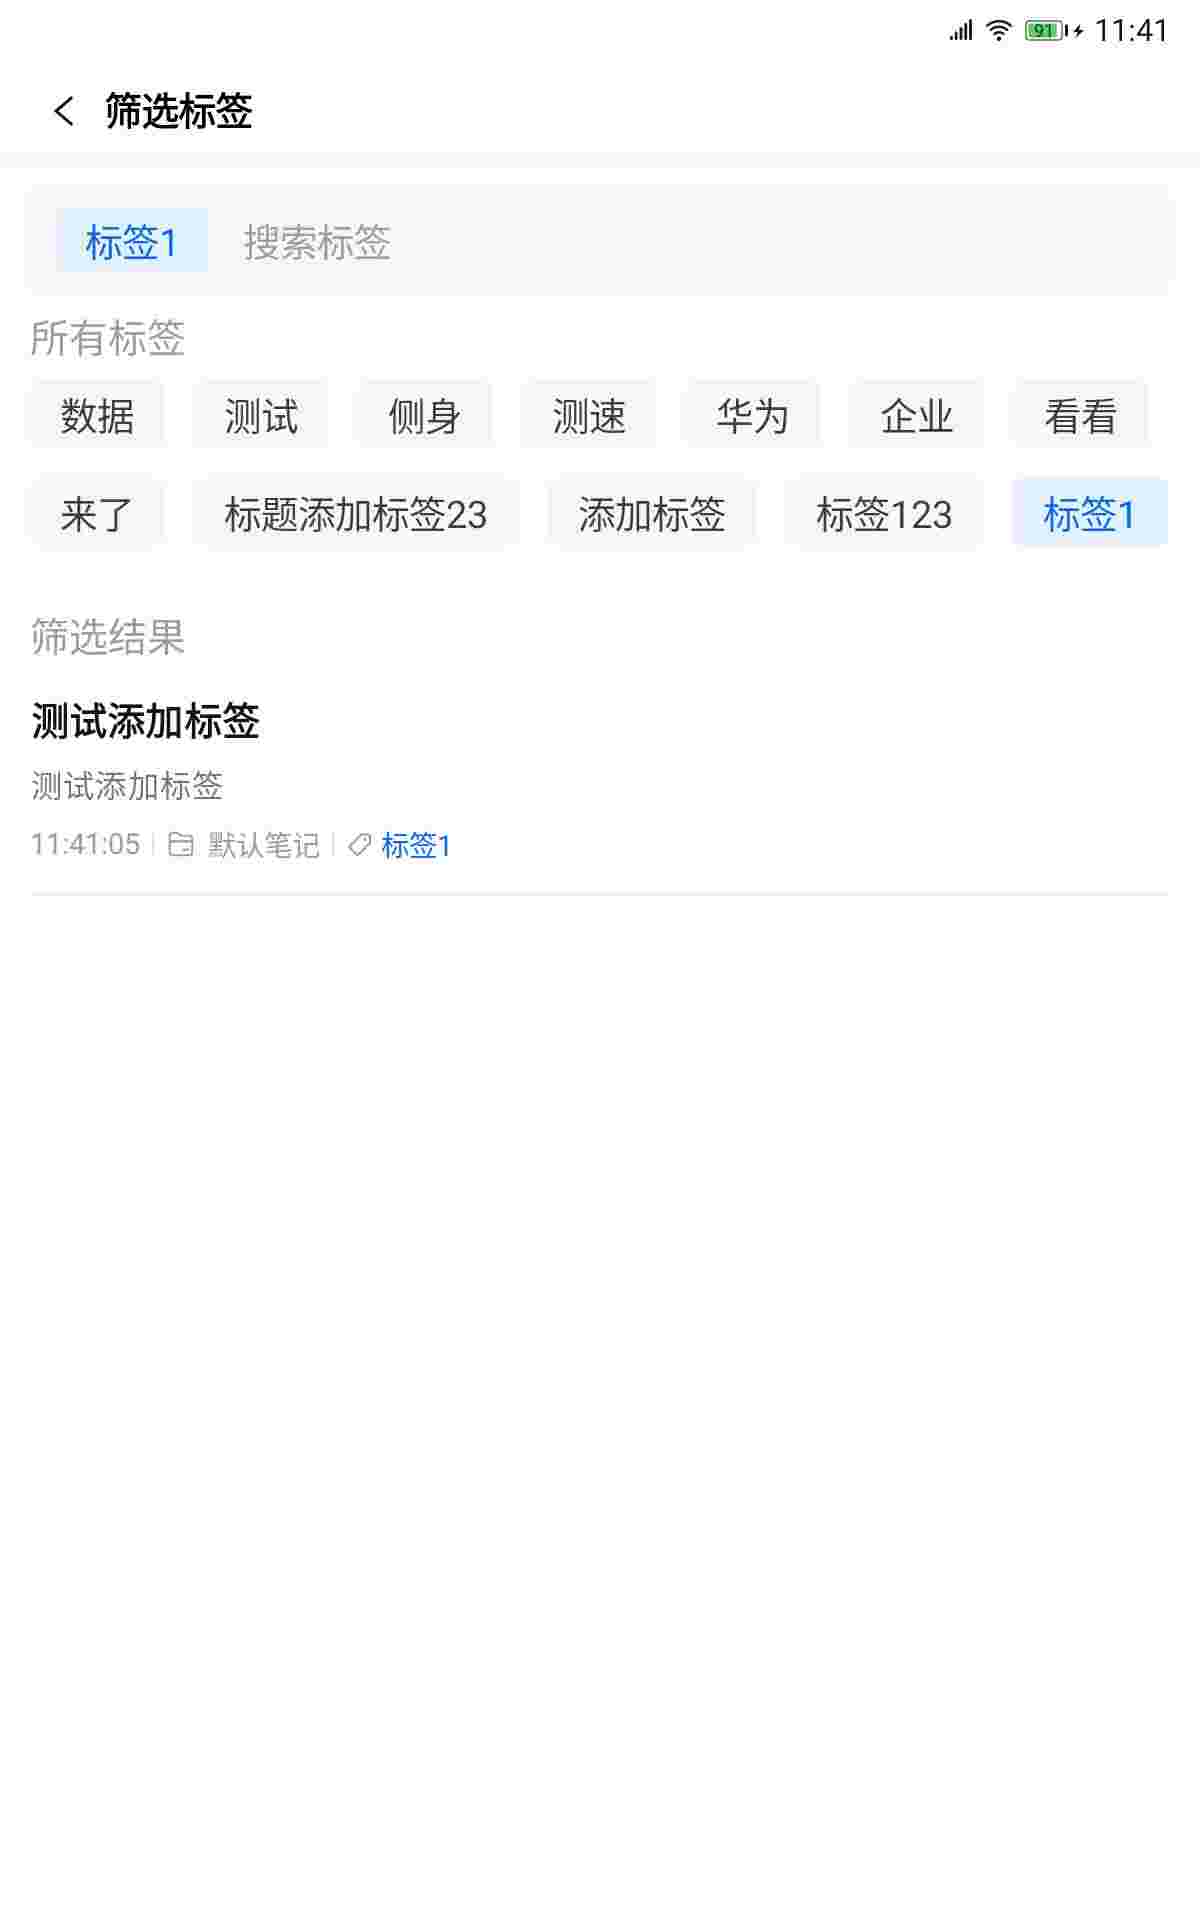 91 11:41
筛选标签
标签1 搜索标签
所有标签
数据 测试 侧身 测速 华为 企业 看看
来了 标题添加标签23 添加标签 标签123 标签1
筛选结果
测试添加标签
测试添加标签
11:41:05 默认笔记 标签1